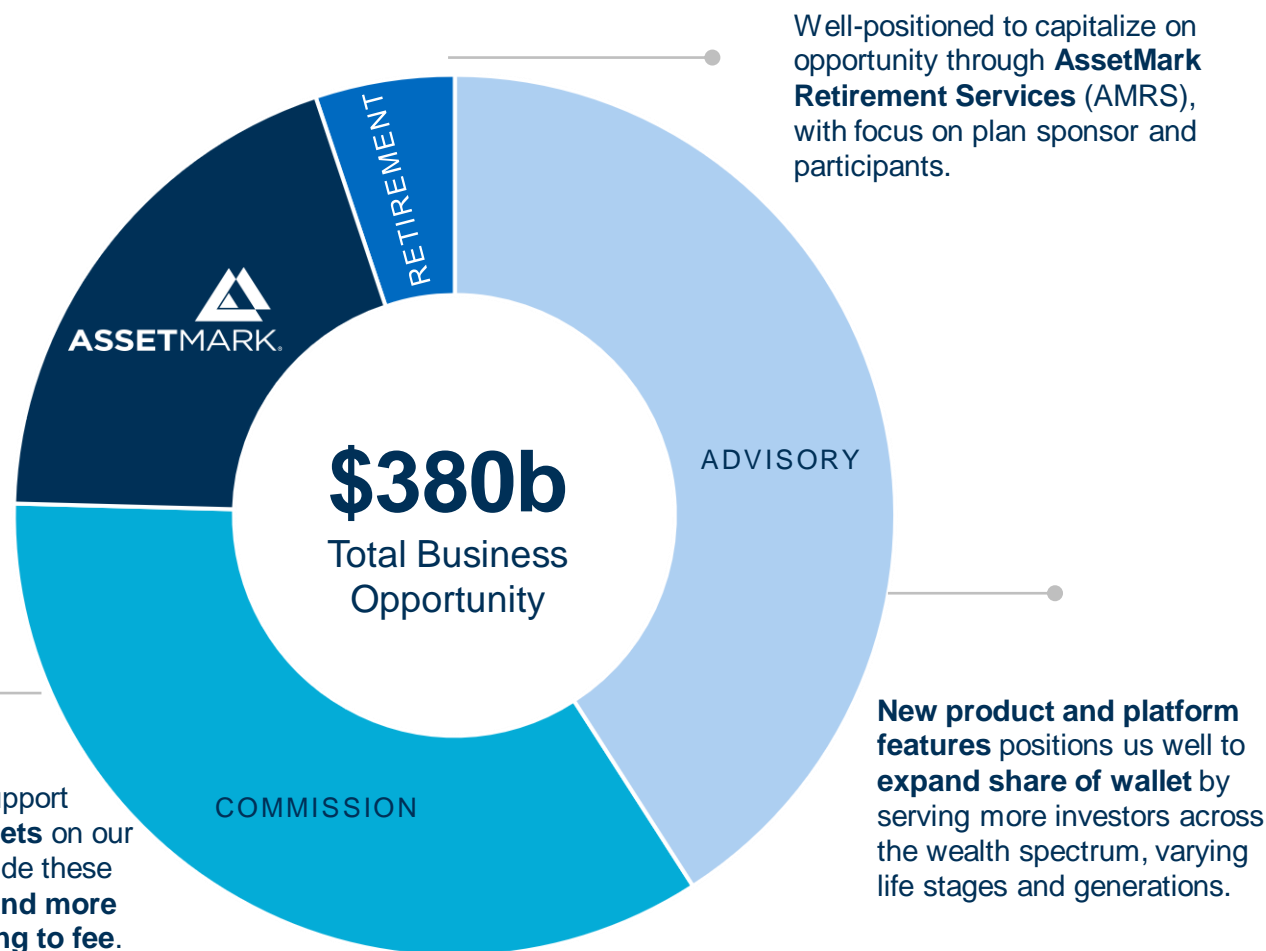 Well-positioned to capitalize on
opportunity through AssetMark
Retirement Services (AMRS),
with focus on plan sponsor and
participants.
RETIREMENT
ASSETMARK.
ADVISORY
$380b
Total Business
Opportunity
New product and platform
features positions us well to
expand share of wallet by
serving more investors across
the wealth spectrum, varying
life stages and generations.
COMMISSION
on our
these
more
to fee.